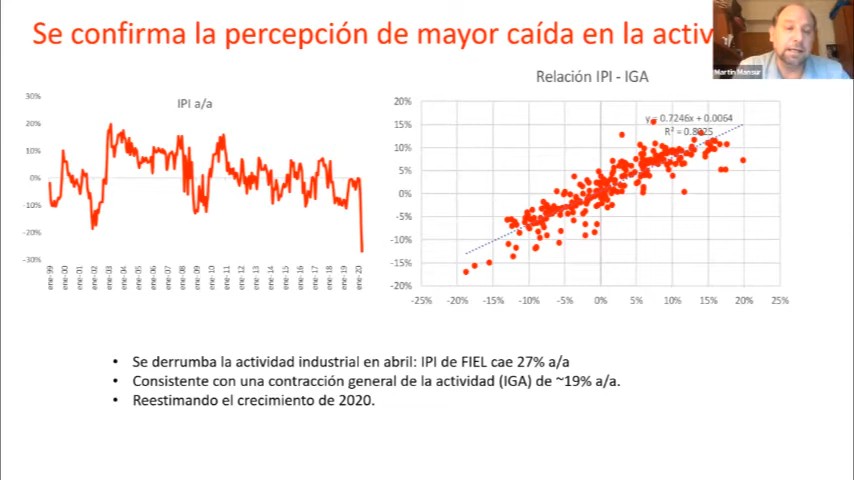 Se confirma la percepción de mayor caída en la activ
Martin Mansur
IPI a/a
30%
20%
10%
0%
-10%
-20%
-30%
ene-99
ene-00
ene-01
ene-02
ene-03
ene-04
ene-05
ene-06
ene-07
ene-08
ene-09
ene-10
ene-11
ene-12
ene-13
ene-14
ene-15
ene-16
ene-17
ene-18
ene-19
ene-20
Relación IPI - IGA
y = 0.7246x + 0.0064
R² =
20%
15%
10%
5%
0%
-5%
-10%
-15%
-20%
-25% -20% -15% -10% -5% 0% 5% 10% 15% 20% 25%
• Se derrumba la actividad industrial en abril: IPI de FIEL cae 27% a/a
• Consistente con una contracción general de la actividad (IGA) de ~19% a/a.
• Reestimando el crecimiento de 2020.